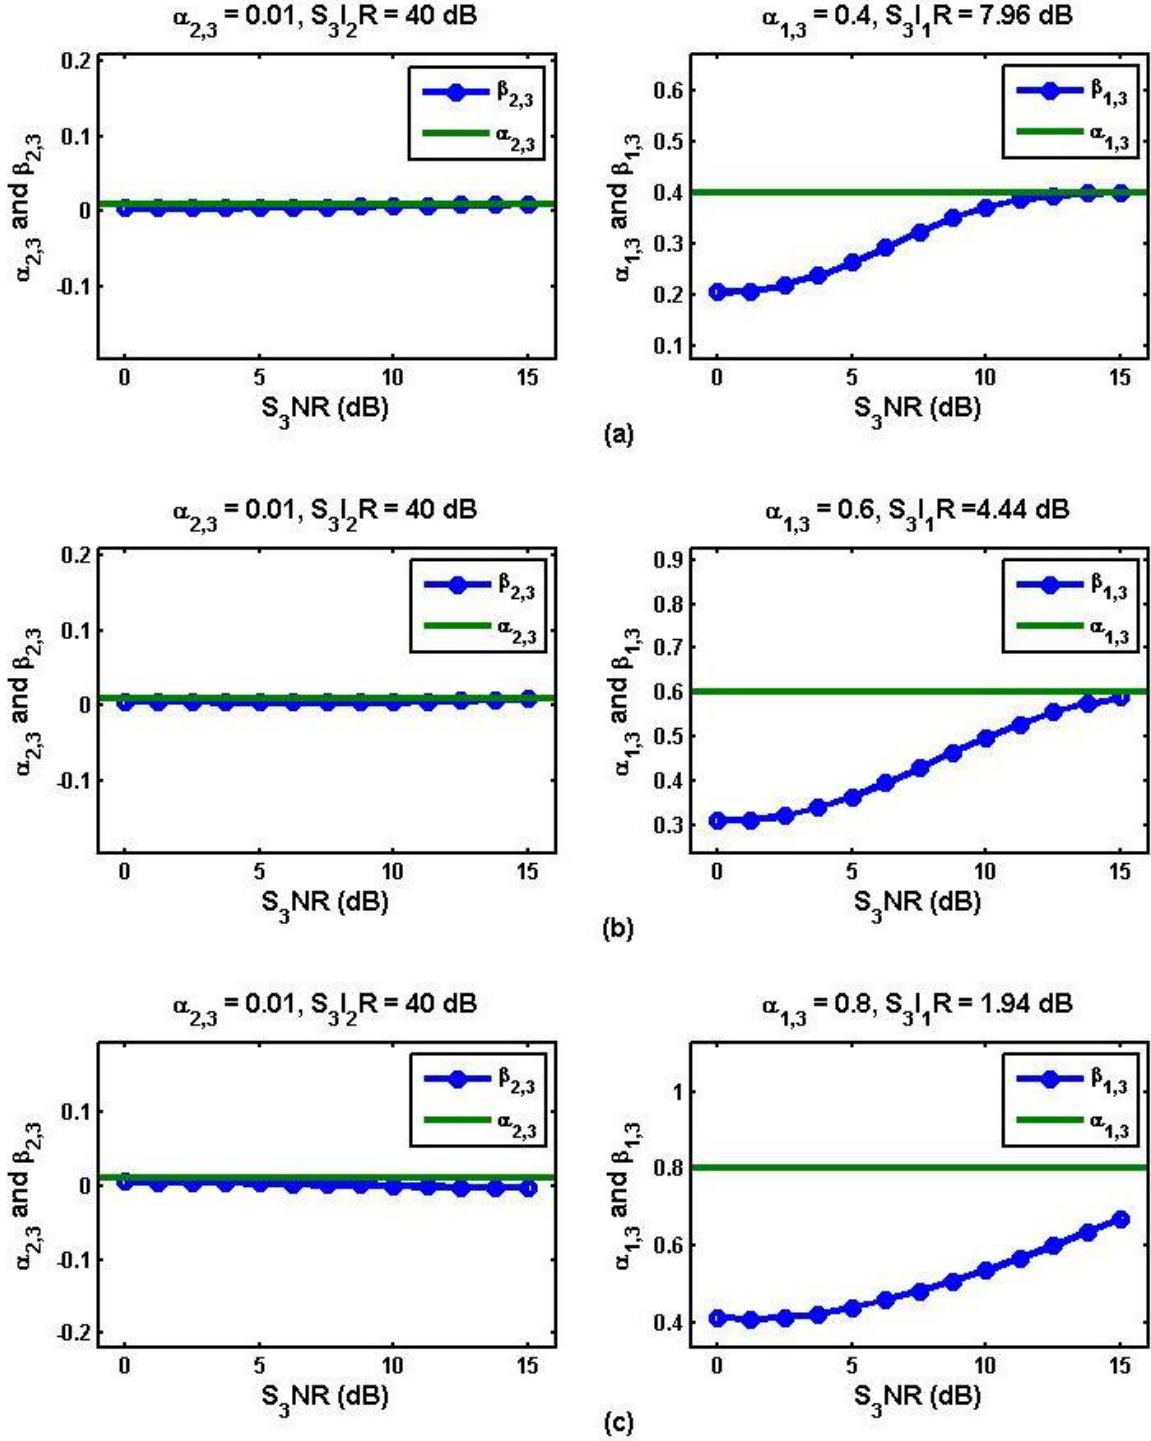 α2,3 = 0.01, S3I2R = 40 dB
0.2
0.1
0
-0.1
α2,3 and β2,3
β2,3
α2,3
0 5 10 15
S3NR (dB)
α1,3 = 0.4, S3I1R = 7.96 dB
0.6
0.5
0.4
0.3
0.2
0.1
α1,3 and β1,3
β1,3
α1,3
0 5 10 15
S3NR (dB)
(a)
α2,3 = 0.01, S3I2R = 40 dB
0.2
0.1
0
-0.1
α2,3 and β2,3
β2,3
α2,3
0 5 10 15
S3NR (dB)
α1,3 = 0.6, S3I1R =4.44 dB
0.9
0.8
0.7
0.6
0.5
0.4
0.3
α1,3 and β1,3
β1,3
α1,3
0 5 10 15
S3NR (dB)
(b)
α2,3 = 0.01, S3I2R = 40 dB
0.1
0
-0.1
-0.2
α2,3 and β2,3
β2,3
α2,3
0 5 10 15
S3NR (dB)
α1,3 = 0.8, S3I1R = 1.94 dB
1
0.8
0.6
0.4
α1,3 and β1,3
β1,3
α1,3
0 5 10 15
S3NR (dB)
(c)